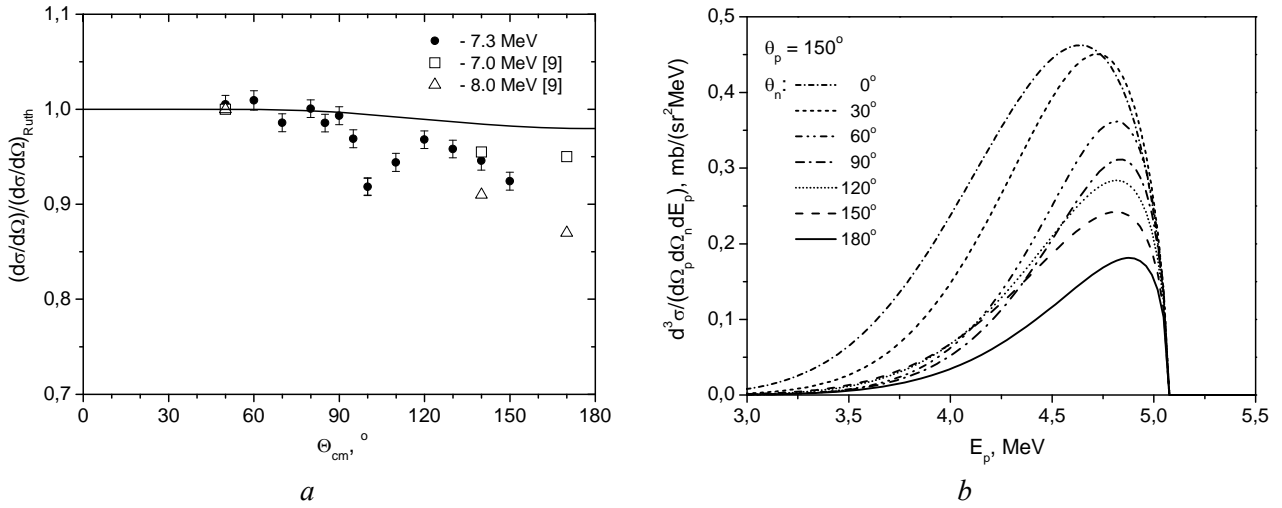 1,1
1,0
0,9
0,8
0,7
0
30
60
90
120
150
180
(dσ/dΩ)/(dσ/dΩ)Ruth
Θcm, °
- 7.3 MeV
- 7.0 MeV [9]
- 8.0 MeV [9]
a
0,5
0,4
0,3
0,2
0,1
0,0
3,0
3,5
4,0
4,5
5,0
5,5
d³σ/(dΩp dΩn dEp), mb/(sr²MeV)
Ep, MeV
θp = 150°
θn:
0°
30°
60°
90°
120°
150°
180°
b